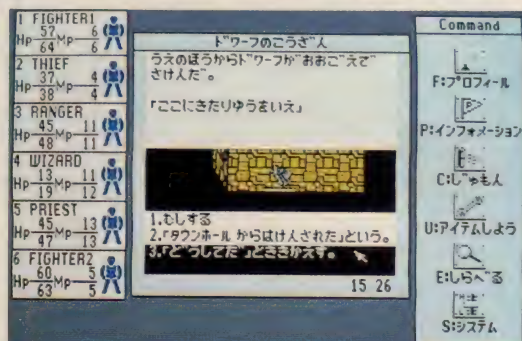 1 FIGHTER1
Hp 57/64 Mp 6/6
2 THIEF
Hp 37/38 Mp 4/4
3 RANGER
Hp 45/48 Mp 11/11
4 WIZARD
Hp 13/19 Mp 11/12
5 PRIEST
Hp 45/47 Mp 13/13
6 FIGHTER2
Hp 60/63 Mp 5/5
ドワーフのこうざん
うえのほうからドワーフが おおごえで
さけんだ。
「ここにきたりゆうをいえ」
1.むしする
2.「タウンホール からはけんされた」という。
3.「どうしてだ」とききかえす。
15 26
Command
F:プロフィール
P:インフォメーション
C:じゅもん
U:アイテムしよう
E:しらべる
S:システム